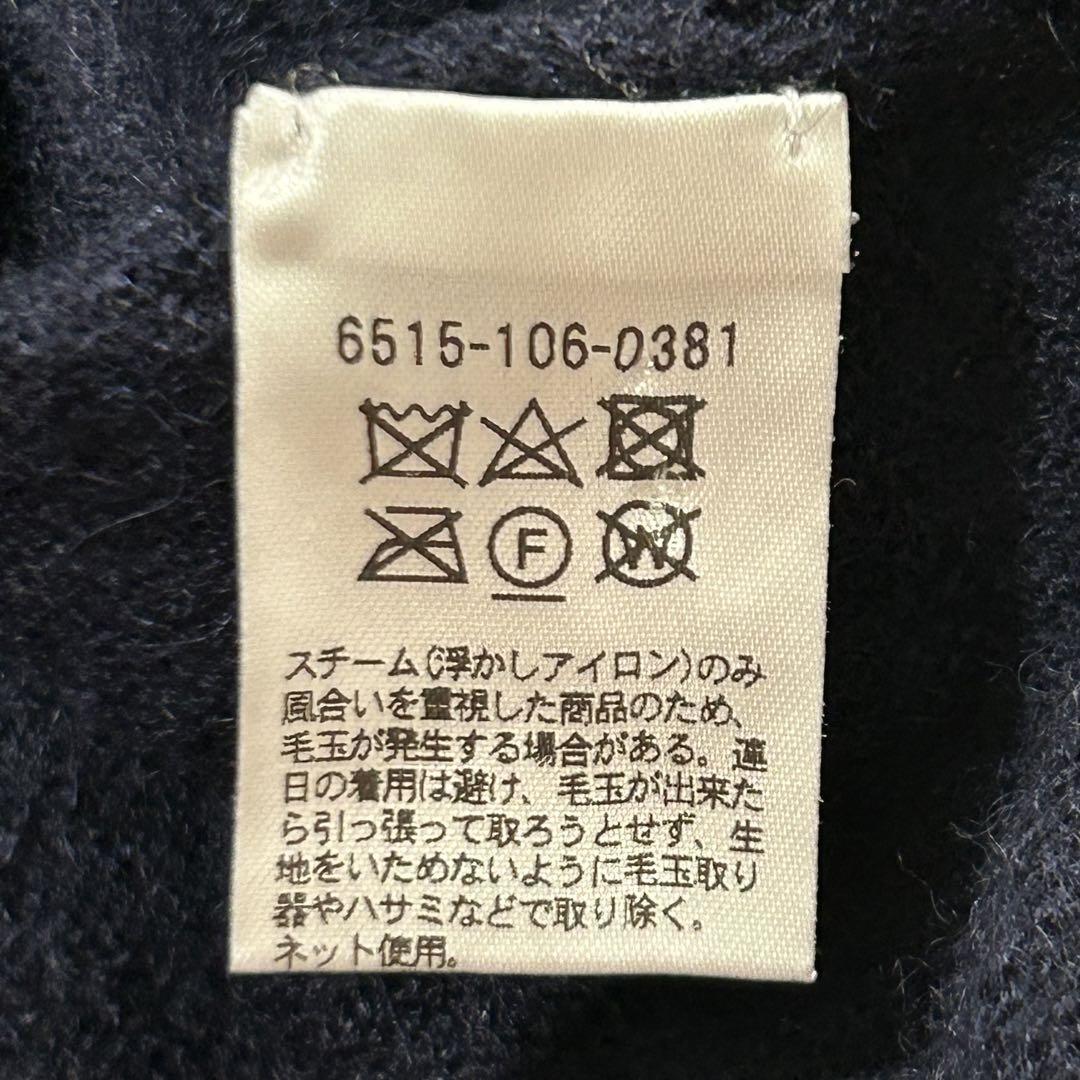 6515-106-0381
F
W
スチーム(浮かしアイロン)のみ
風合いを重視した商品のため、
毛玉が発生する場合がある。連
日の着用は避け、毛玉が出来た
ら引っ張って取ろうとせず、生
地をいためないように毛玉取り
器やハサミなどで取り除く。
ネット使用。